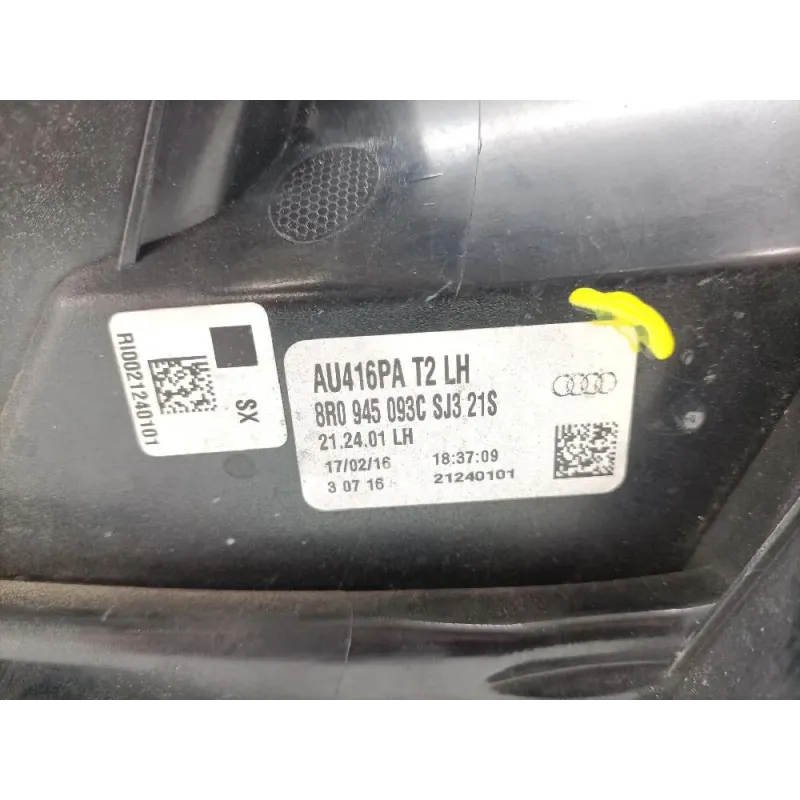 RI0021240101
SX
AU416PA T2 LH
8R0 945 093C SJ3 21S
21.24.01 LH
17/02/16 18:37:09
3 07 16 21240101